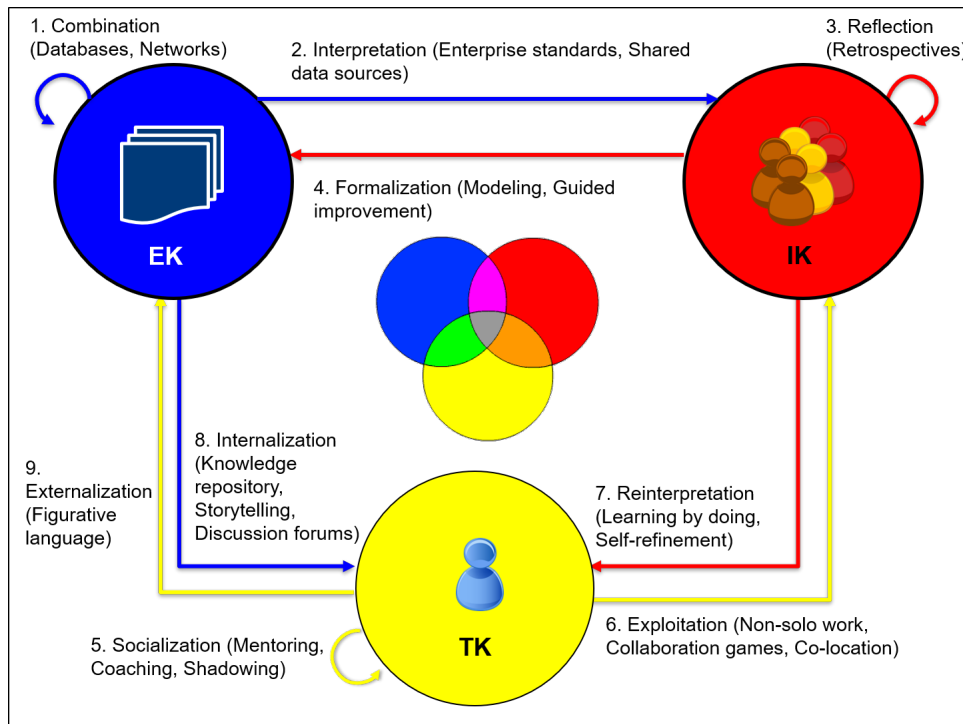 1. Combination
(Databases, Networks)
2. Interpretation (Enterprise standards, Shared
data sources)
3. Reflection
(Retrospectives)
4. Formalization (Modeling, Guided
improvement)
EK
IK
8. Internalization
(Knowledge
repository,
Storytelling,
Discussion forums)
9.
Externalization
(Figurative
language)
7. Reinterpretation
(Learning by doing,
Self-refinement)
5. Socialization (Mentoring,
Coaching, Shadowing)
TK
6. Exploitation (Non-solo work,
Collaboration games, Co-location)